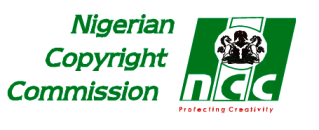 Nigerian
Copyright
Commission
ncc
Protecting Creativity